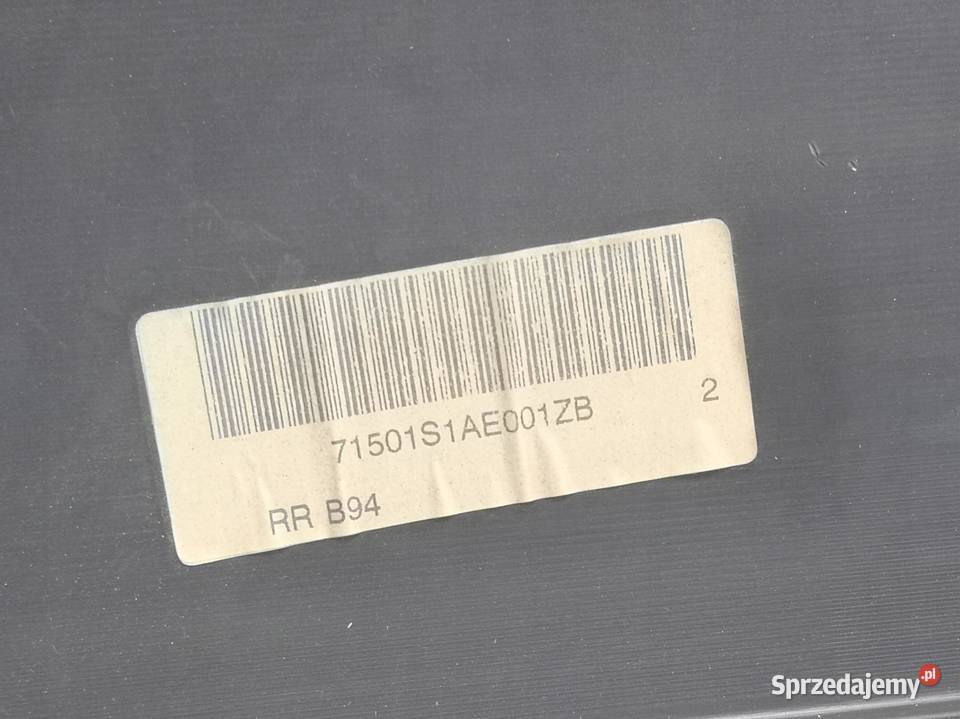 71501S1AE001ZB 2
RR B94
Sprzedajemy.pl